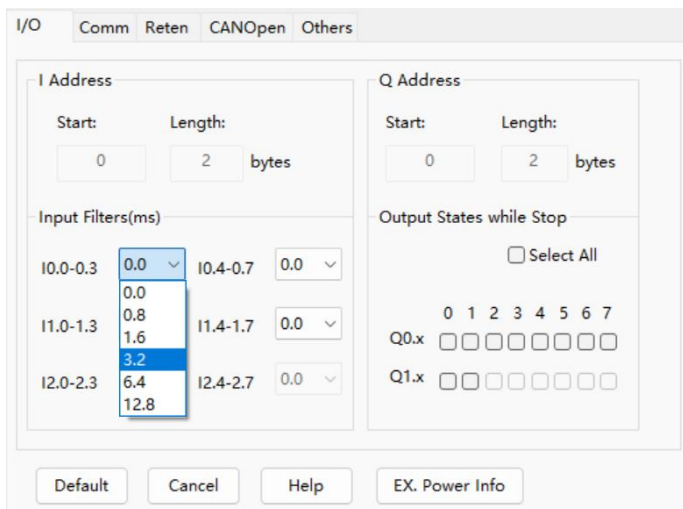 I/O Comm Reten CANOpen Others
I Address
Start: Length:
0 2 bytes
Q Address
Start: Length:
0 2 bytes
Input Filters(ms)
I0.0-0.3 0.0 I0.4-0.7 0.0
0.0
0.8
1.6
3.2
6.4
12.8
I1.0-1.3 I1.4-1.7 0.0
I2.0-2.3 I2.4-2.7 0.0
Output States while Stop
Select All
0 1 2 3 4 5 6 7
Q0.x
Q1.x
Default Cancel Help EX. Power Info